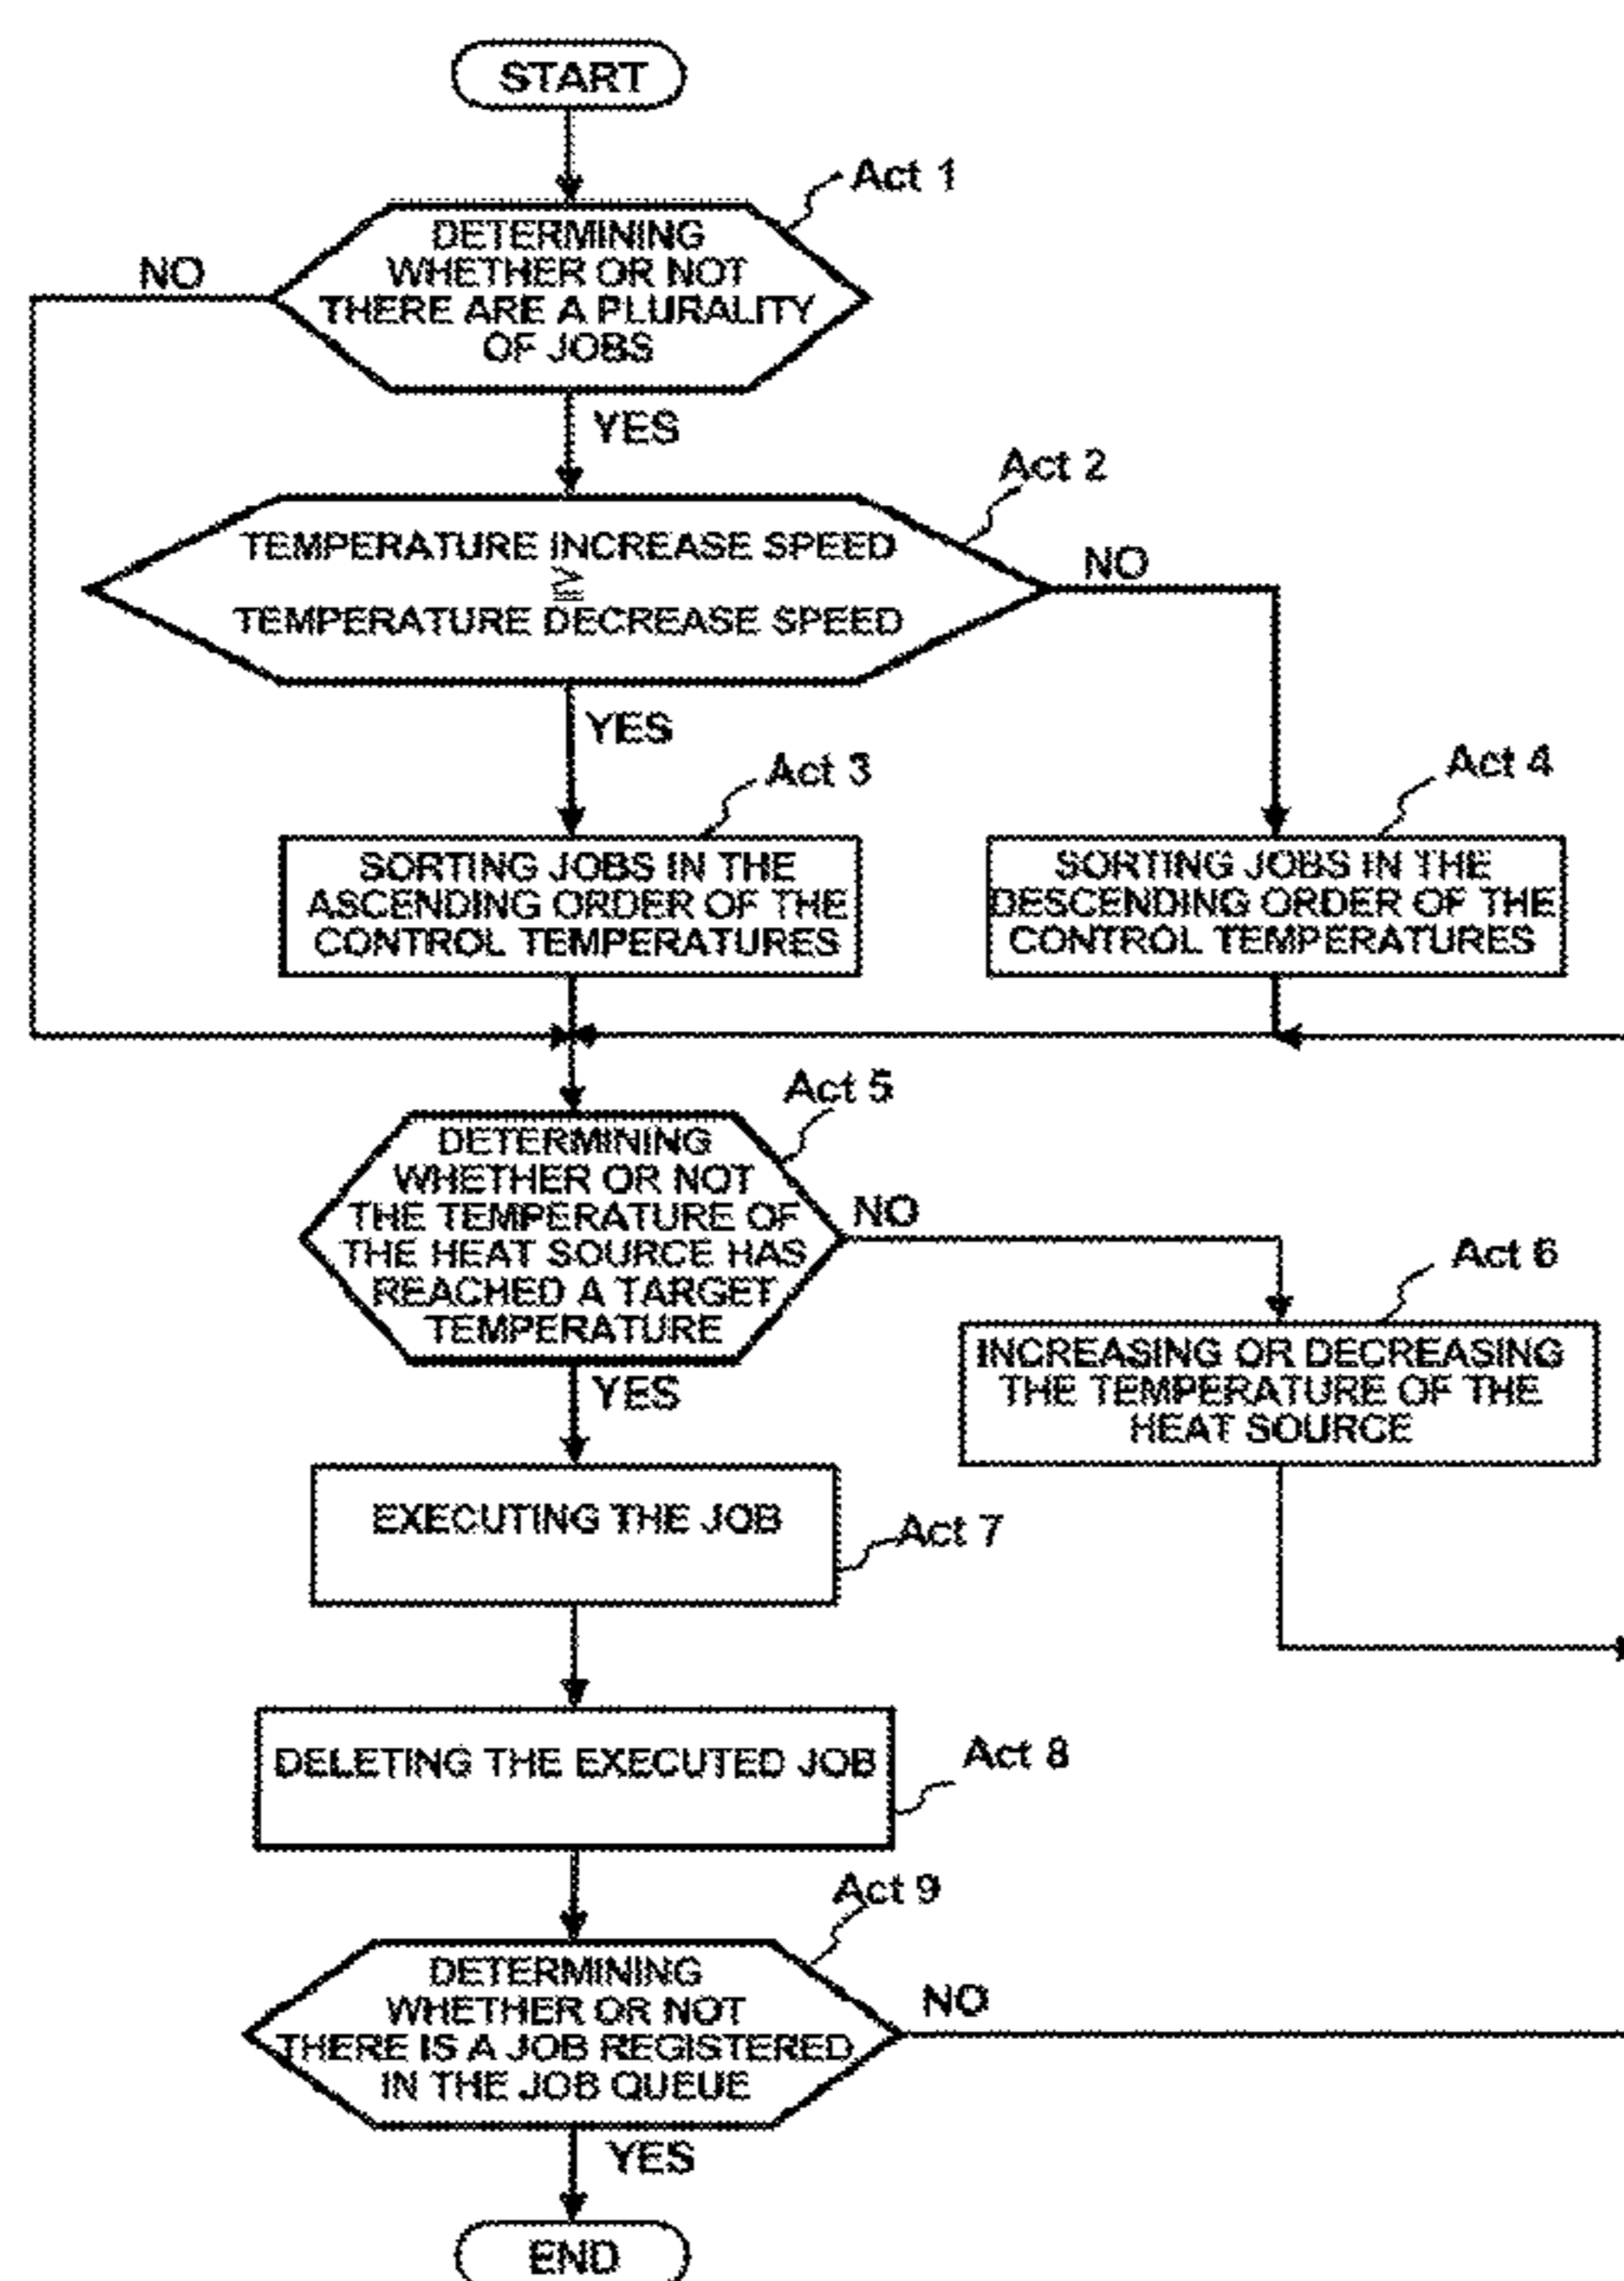 START
Act 1
DETERMINING
WHETHER OR NOT
THERE ARE A PLURALITY
OF JOBS
NO
YES
Act 2
TEMPERATURE INCREASE SPEED
≧
TEMPERATURE DECREASE SPEED
NO
YES
Act 3
SORTING JOBS IN THE
ASCENDING ORDER OF THE
CONTROL TEMPERATURES
Act 4
SORTING JOBS IN THE
DESCENDING ORDER OF THE
CONTROL TEMPERATURES
Act 5
DETERMINING
WHETHER OR NOT
THE TEMPERATURE OF
THE HEAT SOURCE HAS
REACHED A TARGET
TEMPERATURE
NO
YES
Act 6
INCREASING OR DECREASING
THE TEMPERATURE OF THE
HEAT SOURCE
EXECUTING THE JOB
Act 7
DELETING THE EXECUTED JOB
Act 8
Act 9
DETERMINING
WHETHER OR NOT
THERE IS A JOB REGISTERED
IN THE JOB QUEUE
NO
YES
END